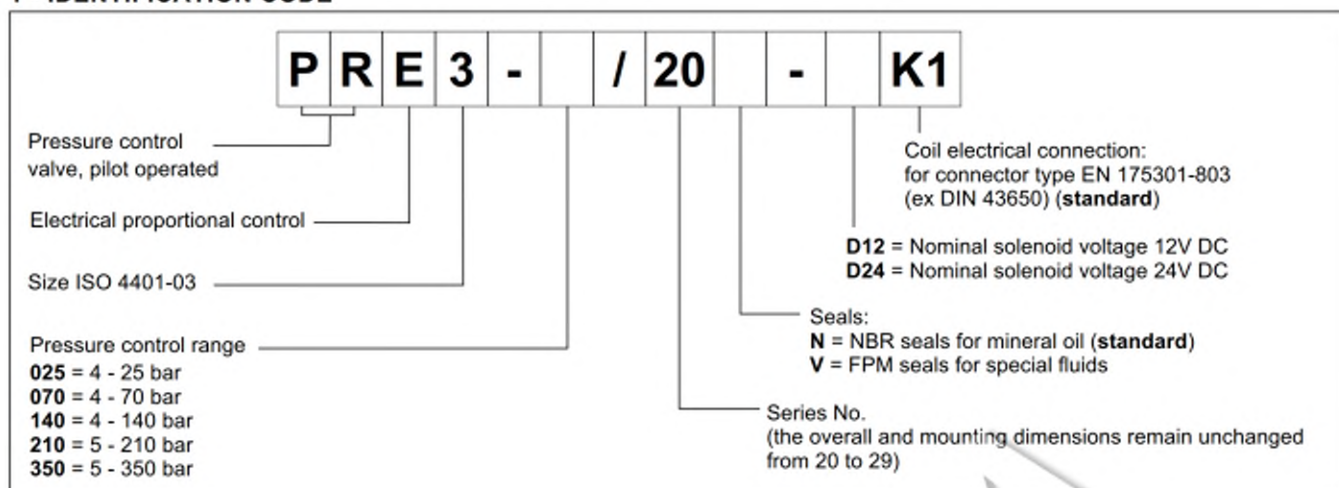 PRE3- /20 - K1
Pressure control
valve, pilot operated
Electrical proportional control
Size ISO 4401-03
Pressure control range
025 = 4 - 25 bar
070 = 4 - 70 bar
140 = 4 - 140 bar
210 = 5 - 210 bar
350 = 5 - 350 bar
Coil electrical connection:
for connector type EN 175301-803
(ex DIN 43650) (standard)
D12 = Nominal solenoid voltage 12V DC
D24 = Nominal solenoid voltage 24V DC
Seals:
N = NBR seals for mineral oil (standard)
V = FPM seals for special fluids
Series No.
(the overall and mounting dimensions remain unchanged
from 20 to 29)